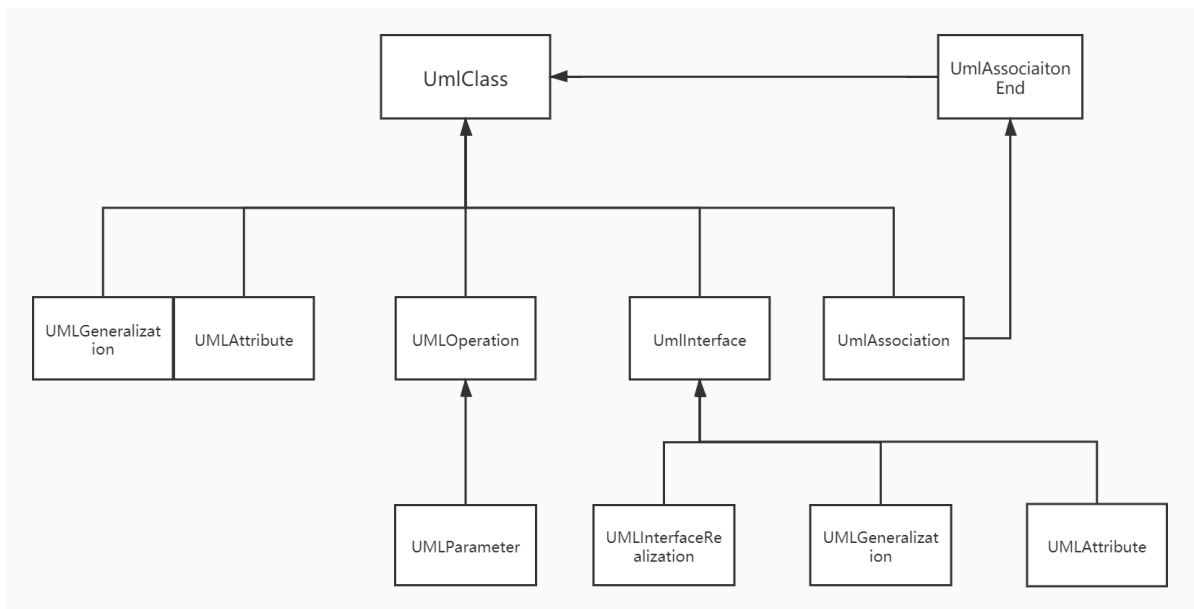 UmlClass
UmlAssociaiton
End
UMLGeneralizat
ion
UMLAttribute
UMLOperation
UmlInterface
UmlAssociation
UMLParameter
UMLInterfaceRe
alization
UMLGeneralizat
ion
UMLAttribute